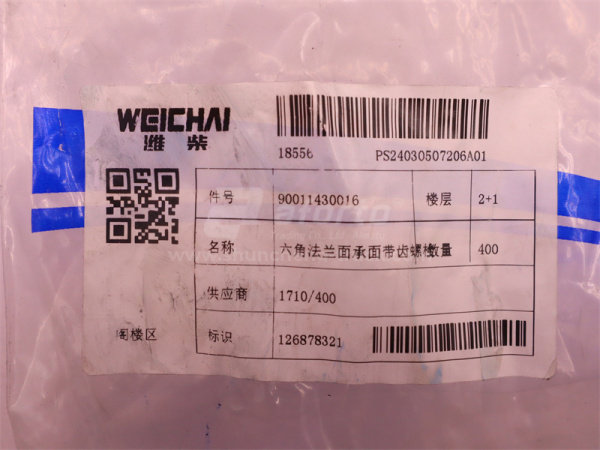 WEICHAI
潍柴
18556 PS24030507206A01
件号 90011430016 楼层 2+1
名称 六角法兰面承面带齿螺栓数量 400
供应商 1710/400
阁楼区 标识 126878321